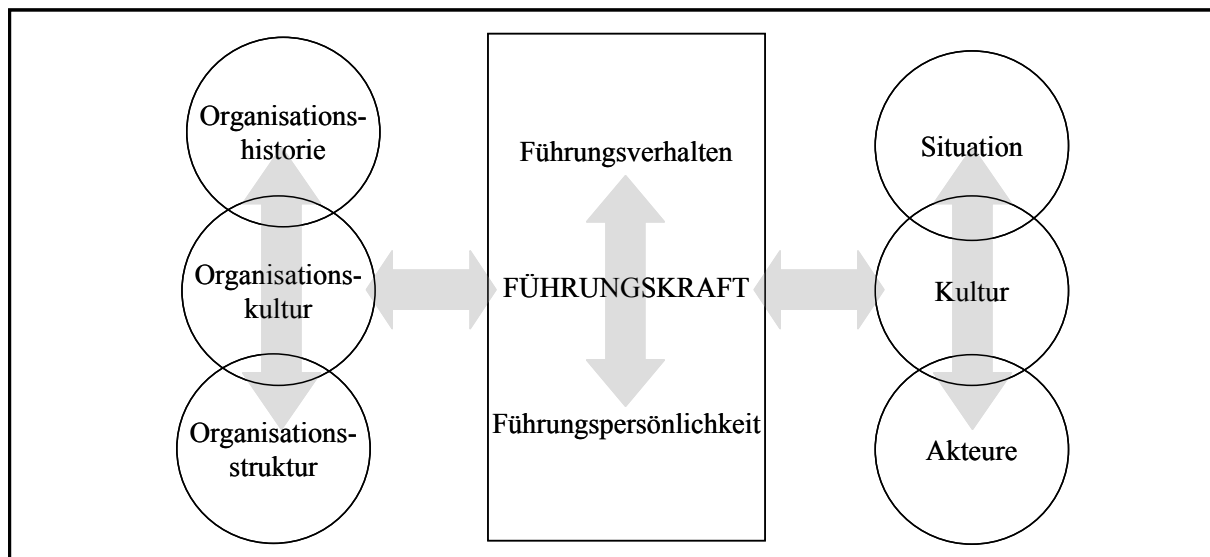 Organisations-
historie
Organisations-
kultur
Organisations-
struktur
Führungsverhalten
FÜHRUNGSKRAFT
Führungspersönlichkeit
Situation
Kultur
Akteure